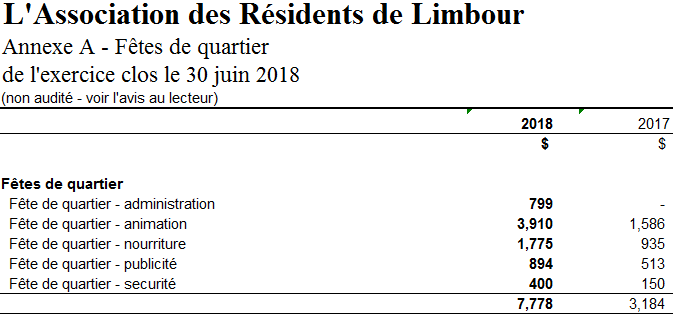 L'Association des Résidents de Limbour
Annexe A - Fêtes de quartier
de l'exercice clos le 30 juin 2018
(non audité - voir l'avis au lecteur)
2018 2017
$ $
Fêtes de quartier
Fête de quartier - administration 799 -
Fête de quartier - animation 3,910 1,586
Fête de quartier - nourriture 1,775 935
Fête de quartier - publicité 894 513
Fête de quartier - securité 400 150
7,778 3,184